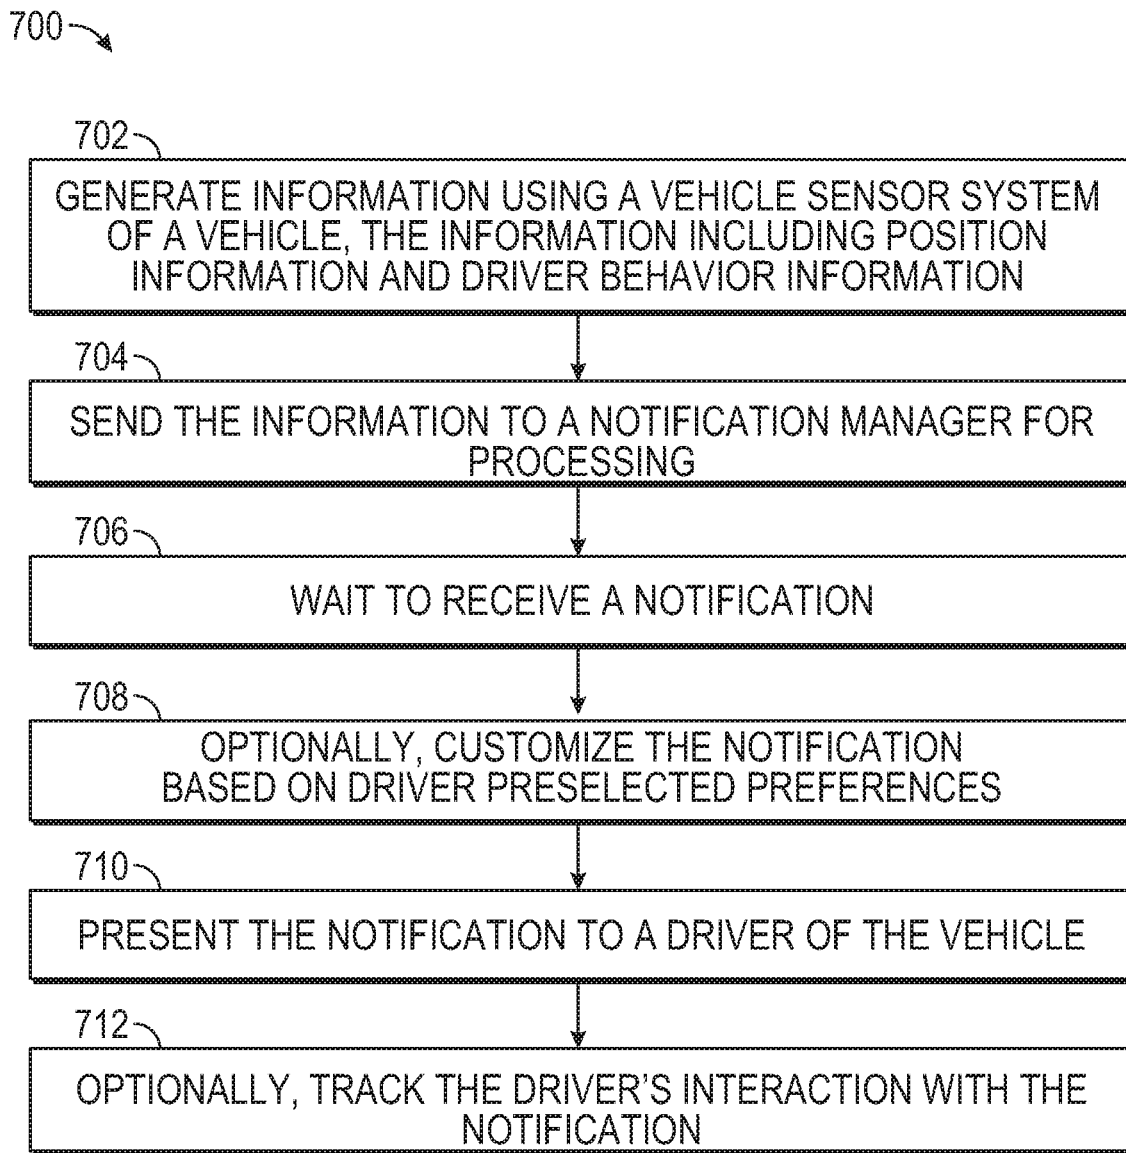 700
702
GENERATE INFORMATION USING A VEHICLE SENSOR SYSTEM
OF A VEHICLE, THE INFORMATION INCLUDING POSITION
INFORMATION AND DRIVER BEHAVIOR INFORMATION
704
SEND THE INFORMATION TO A NOTIFICATION MANAGER FOR
PROCESSING
706
WAIT TO RECEIVE A NOTIFICATION
708
OPTIONALLY, CUSTOMIZE THE NOTIFICATION
BASED ON DRIVER PRESELECTED PREFERENCES
710
PRESENT THE NOTIFICATION TO A DRIVER OF THE VEHICLE
712
OPTIONALLY, TRACK THE DRIVER'S INTERACTION WITH THE
NOTIFICATION